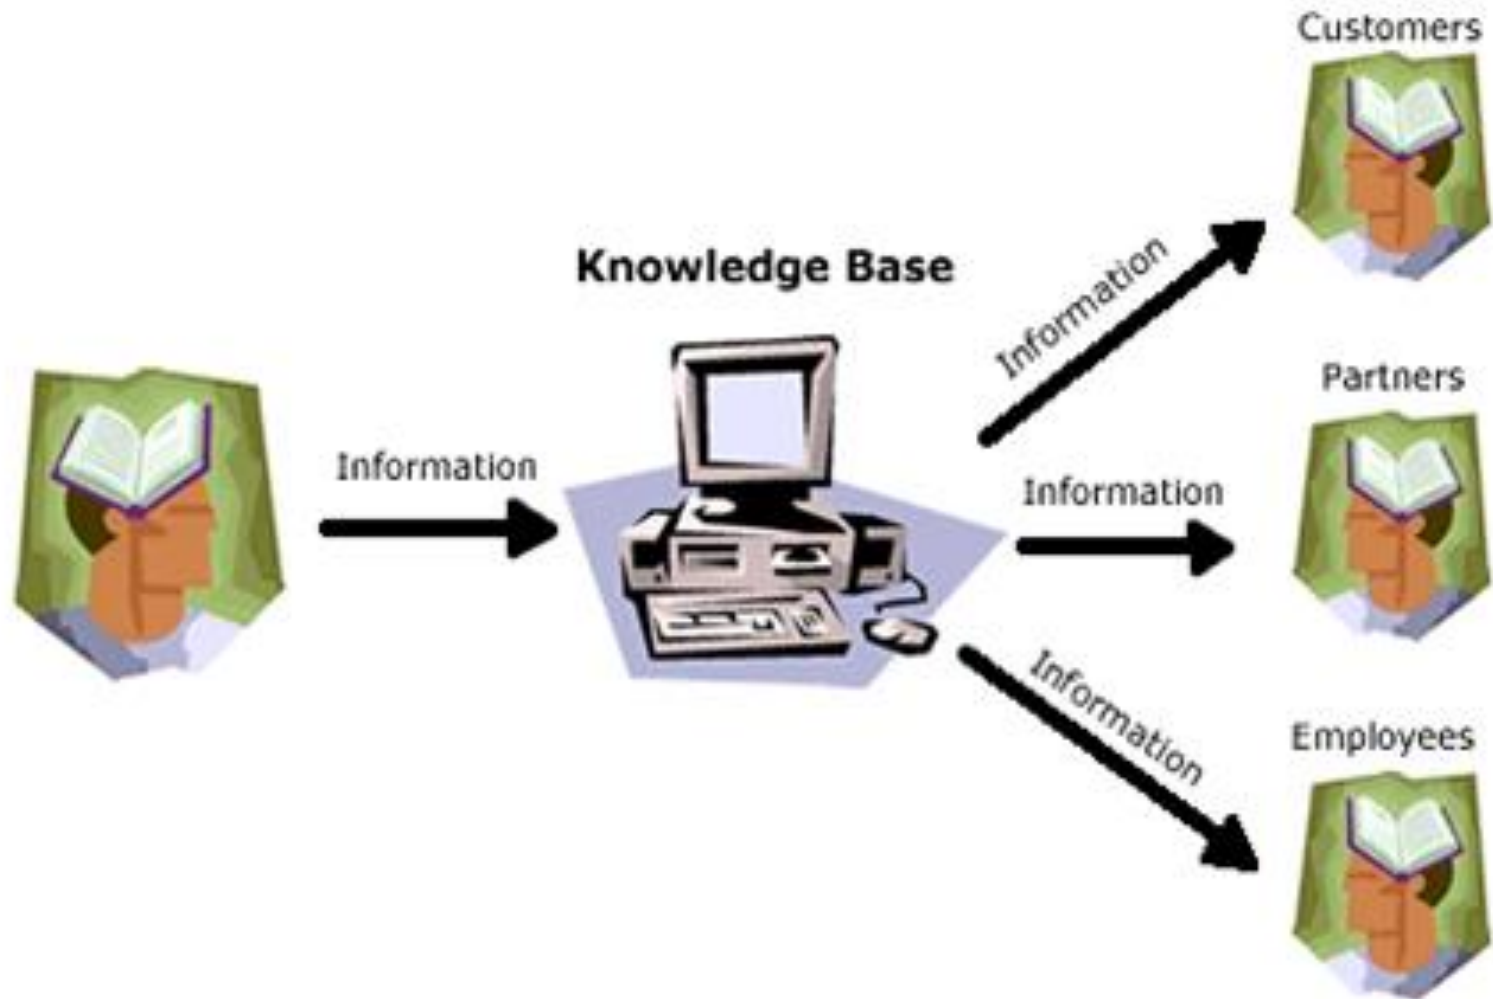 Customers
Knowledge Base
Information
Partners
Information
Information
Information
Employees